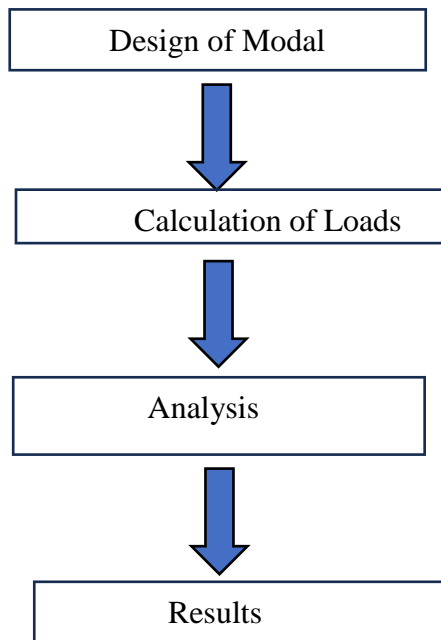 Design of Modal
Calculation of Loads
Analysis
Results